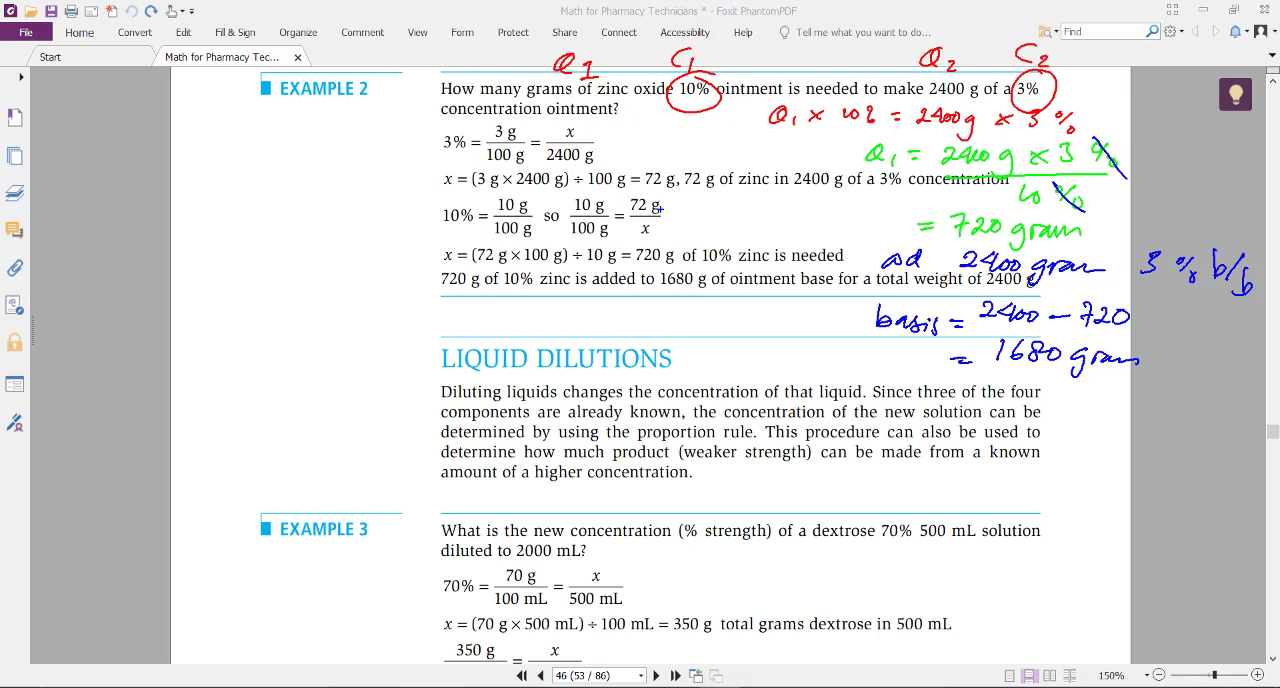 Math for Pharmacy Technicians * - Foxit PhantomPDF
File Home Convert Edit Fill & Sign Organize Comment View Form Protect Share Connect Accessibility Help Tell me what you want to do... Find
Start Math for Pharmacy Tec...
Q1 C1 Q2 C2
EXAMPLE 2
How many grams of zinc oxide 10% ointment is needed to make 2400 g of a 3%
concentration ointment?
Q1 x 10% = 2400g x 3 %
3% = 3 g / 100 g = x / 2400 g
Q1 = 2400 g x 3 % / 10 %
x = (3 g × 2400 g) ÷ 100 g = 72 g, 72 g of zinc in 2400 g of a 3% concentration
10% = 10 g / 100 g so 10 g / 100 g = 72 g / x
= 720 gram
x = (72 g × 100 g) ÷ 10 g = 720 g of 10% zinc is needed
ad 2400 gram 3 % b/b
720 g of 10% zinc is added to 1680 g of ointment base for a total weight of 2400 g
basis = 2400 - 720
= 1680 gram
LIQUID DILUTIONS
Diluting liquids changes the concentration of that liquid. Since three of the four
components are already known, the concentration of the new solution can be
determined by using the proportion rule. This procedure can also be used to
determine how much product (weaker strength) can be made from a known
amount of a higher concentration.
EXAMPLE 3
What is the new concentration (% strength) of a dextrose 70% 500 mL solution
diluted to 2000 mL?
70% = 70 g / 100 mL = x / 500 mL
x = (70 g × 500 mL) ÷ 100 mL = 350 g total grams dextrose in 500 mL
350 g = x
46 (53 / 86) 150%